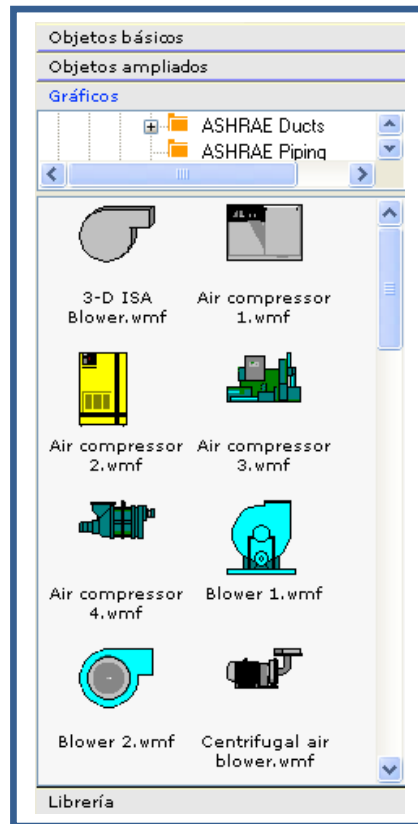 Objetos básicos
Objetos ampliados
Gráficos
ASHRAE Ducts
ASHRAE Piping
3-D ISA
Blower.wmf
Air compressor
1.wmf
Air compressor
2.wmf
Air compressor
3.wmf
Air compressor
4.wmf
Blower 1.wmf
Blower 2.wmf
Centrifugal air
blower.wmf
Librería